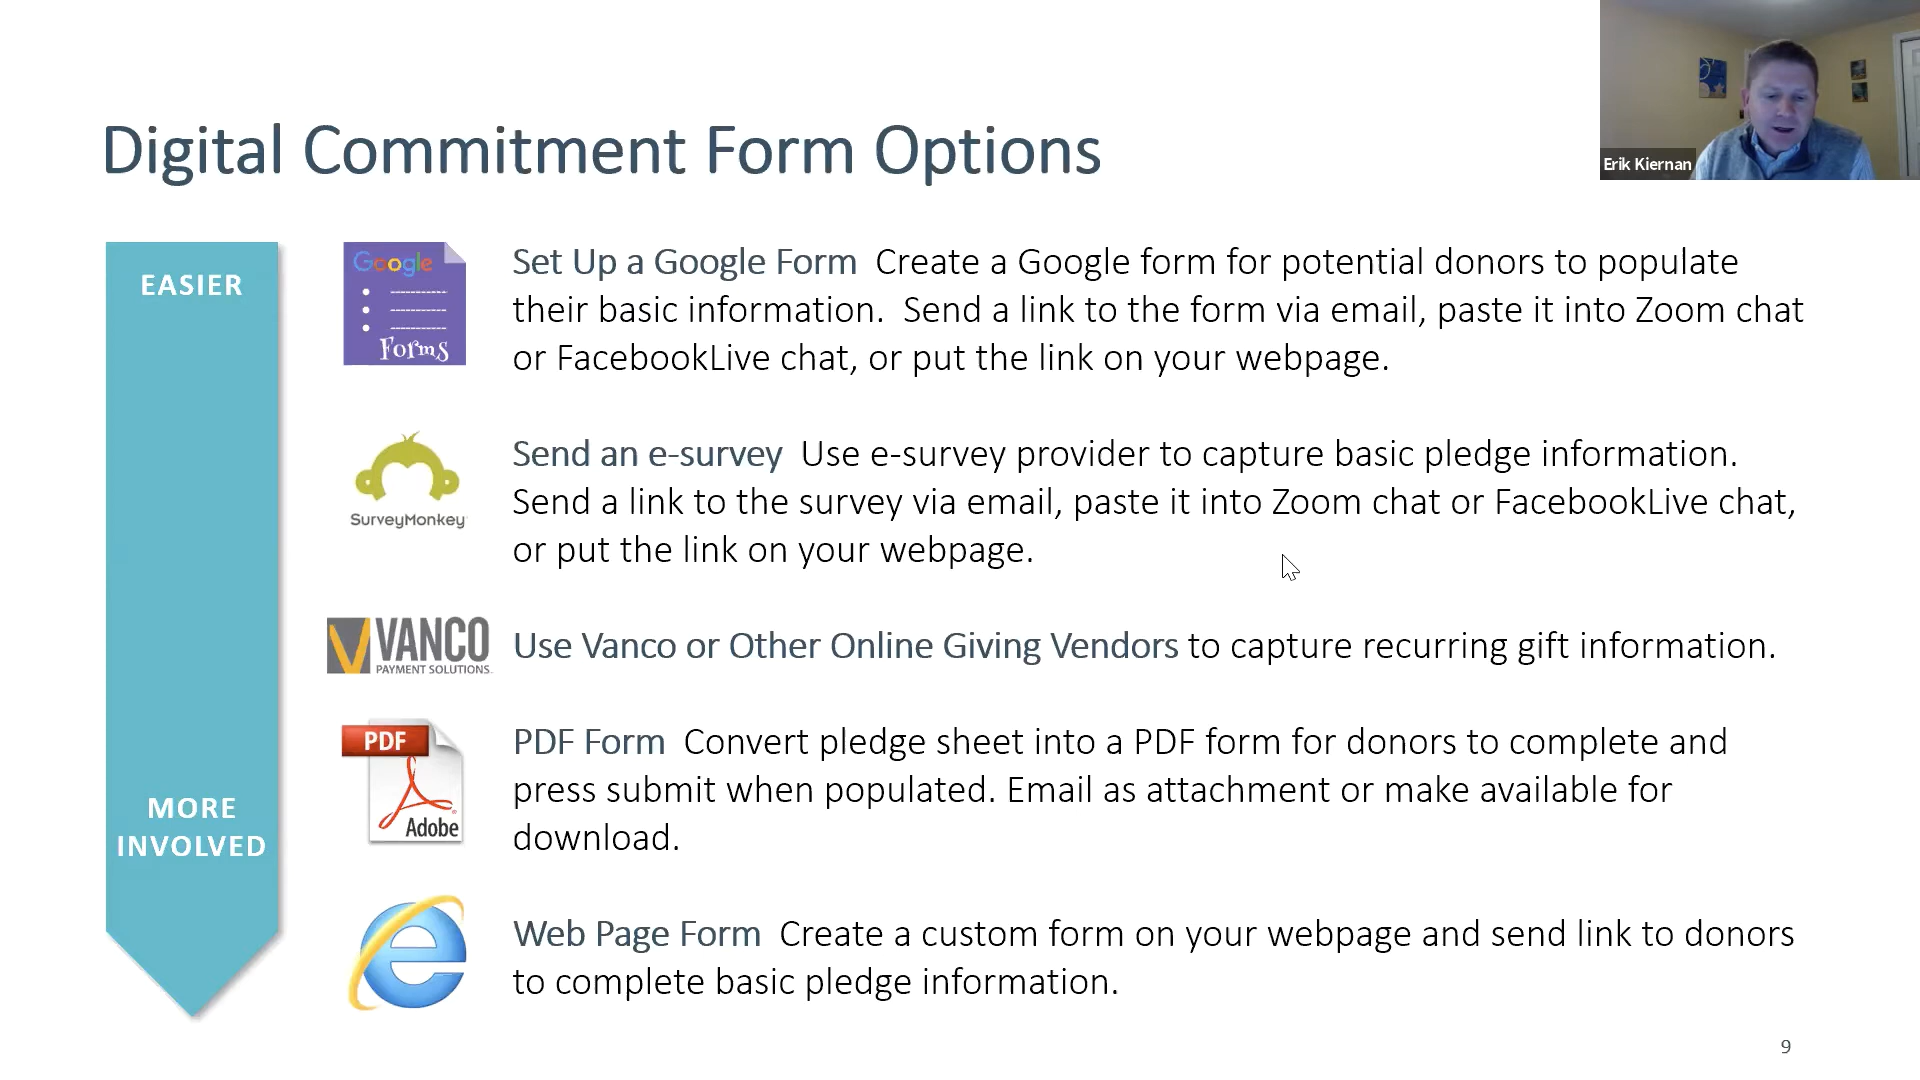 Digital Commitment Form Options
Erik Kiernan
EASIER
MORE
INVOLVED
Google
Forms
Set Up a Google Form  Create a Google form for potential donors to populate
their basic information.  Send a link to the form via email, paste it into Zoom chat
or FacebookLive chat, or put the link on your webpage.
SurveyMonkey
Send an e-survey  Use e-survey provider to capture basic pledge information.
Send a link to the survey via email, paste it into Zoom chat or FacebookLive chat,
or put the link on your webpage.
VANCO
PAYMENT SOLUTIONS
Use Vanco or Other Online Giving Vendors to capture recurring gift information.
PDF
Adobe
PDF Form  Convert pledge sheet into a PDF form for donors to complete and
press submit when populated. Email as attachment or make available for
download.
Web Page Form  Create a custom form on your webpage and send link to donors
to complete basic pledge information.
9